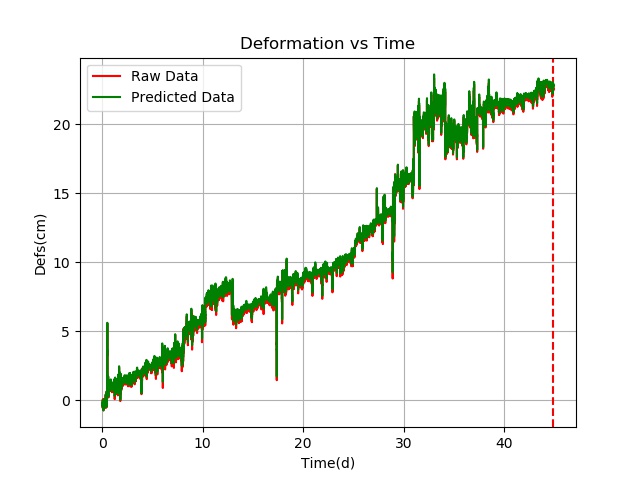 Deformation vs Time
Raw Data
Predicted Data
Defs(cm)
20
15
10
5
0
0 10 20 30 40
Time(d)